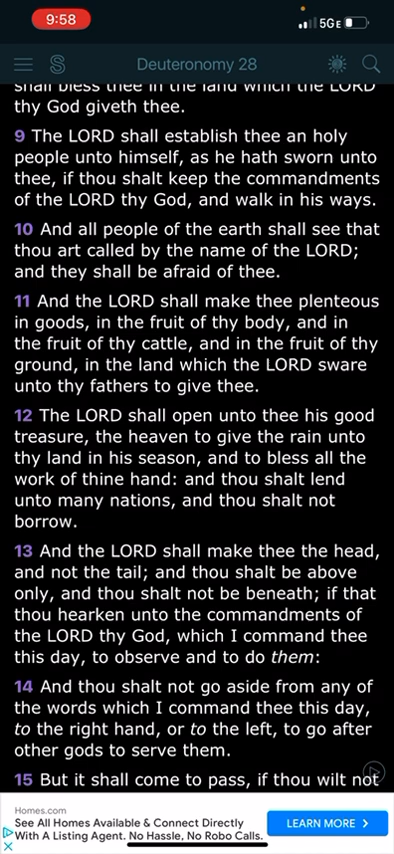 9:58
5GE
S
Deuteronomy 28
shall bless thee in the land which the LORD
thy God giveth thee.
9 The LORD shall establish thee an holy
people unto himself, as he hath sworn unto
thee, if thou shalt keep the commandments
of the LORD thy God, and walk in his ways.
10 And all people of the earth shall see that
thou art called by the name of the LORD;
and they shall be afraid of thee.
11 And the LORD shall make thee plenteous
in goods, in the fruit of thy body, and in
the fruit of thy cattle, and in the fruit of thy
ground, in the land which the LORD sware
unto thy fathers to give thee.
12 The LORD shall open unto thee his good
treasure, the heaven to give the rain unto
thy land in his season, and to bless all the
work of thine hand: and thou shalt lend
unto many nations, and thou shalt not
borrow.
13 And the LORD shall make thee the head,
and not the tail; and thou shalt be above
only, and thou shalt not be beneath; if that
thou hearken unto the commandments of
the LORD thy God, which I command thee
this day, to observe and to do them:
14 And thou shalt not go aside from any of
the words which I command thee this day,
to the right hand, or to the left, to go after
other gods to serve them.
15 But it shall come to pass, if thou wilt not
Homes.com
See All Homes Available & Connect Directly
With A Listing Agent. No Hassle, No Robo Calls.
LEARN MORE >